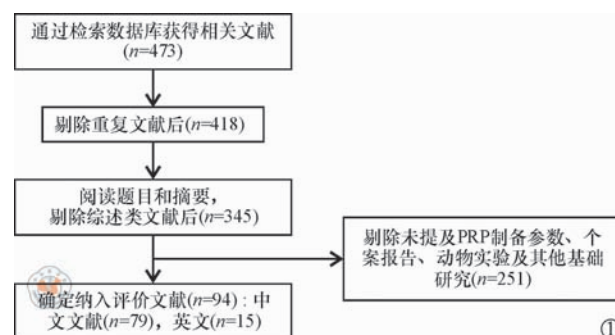 通过检索数据库获得相关文献
(n=473)
剔除重复文献后(n=418)
阅读题目和摘要,
剔除综述类文献后(n=345)
剔除未提及PRP制备参数、个
案报告、动物实验及其他基础
研究(n=251)
确定纳入评价文献(n=94)：中
文文献(n=79)，英文(n=15)
①